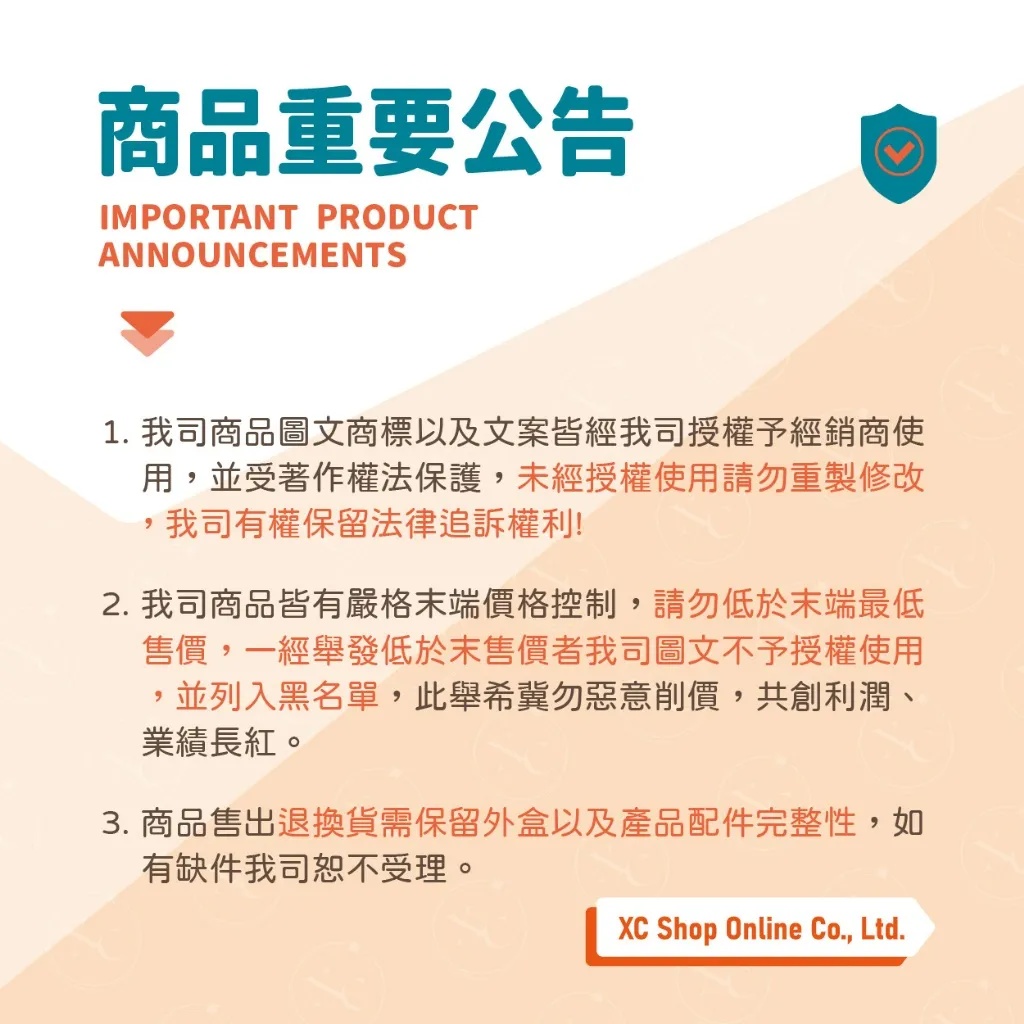 商品重要公告
IMPORTANT PRODUCT
ANNOUNCEMENTS
1. 我司商品圖文商標以及文案皆經我司授權予經銷商使
用，並受著作權法保護，未經授權使用請勿重製修改
，我司有權保留法律追訴權利!
2. 我司商品皆有嚴格末端價格控制，請勿低於末端最低
售價，一經舉發低於末售價者我司圖文不予授權使用
，並列入黑名單，此舉希冀勿惡意削價，共創利潤、
業績長紅。
3. 商品售出退換貨需保留外盒以及產品配件完整性，如
有缺件我司恕不受理。
XC Shop Online Co., Ltd.